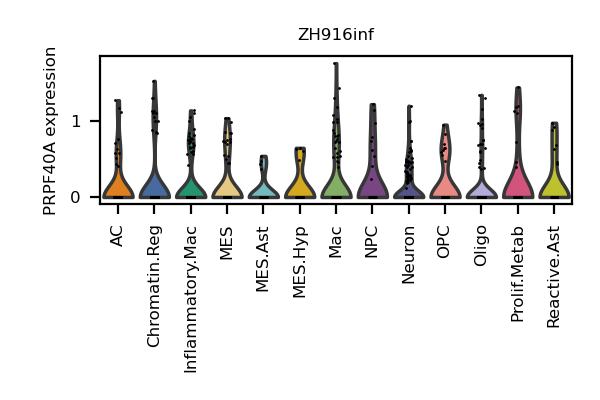 ZH916inf
PRPF40A expression
1
0
AC
Chromatin.Reg
Inflammatory.Mac
MES
MES.Ast
MES.Hyp
Mac
NPC
Neuron
OPC
Oligo
Prolif.Metab
Reactive.Ast